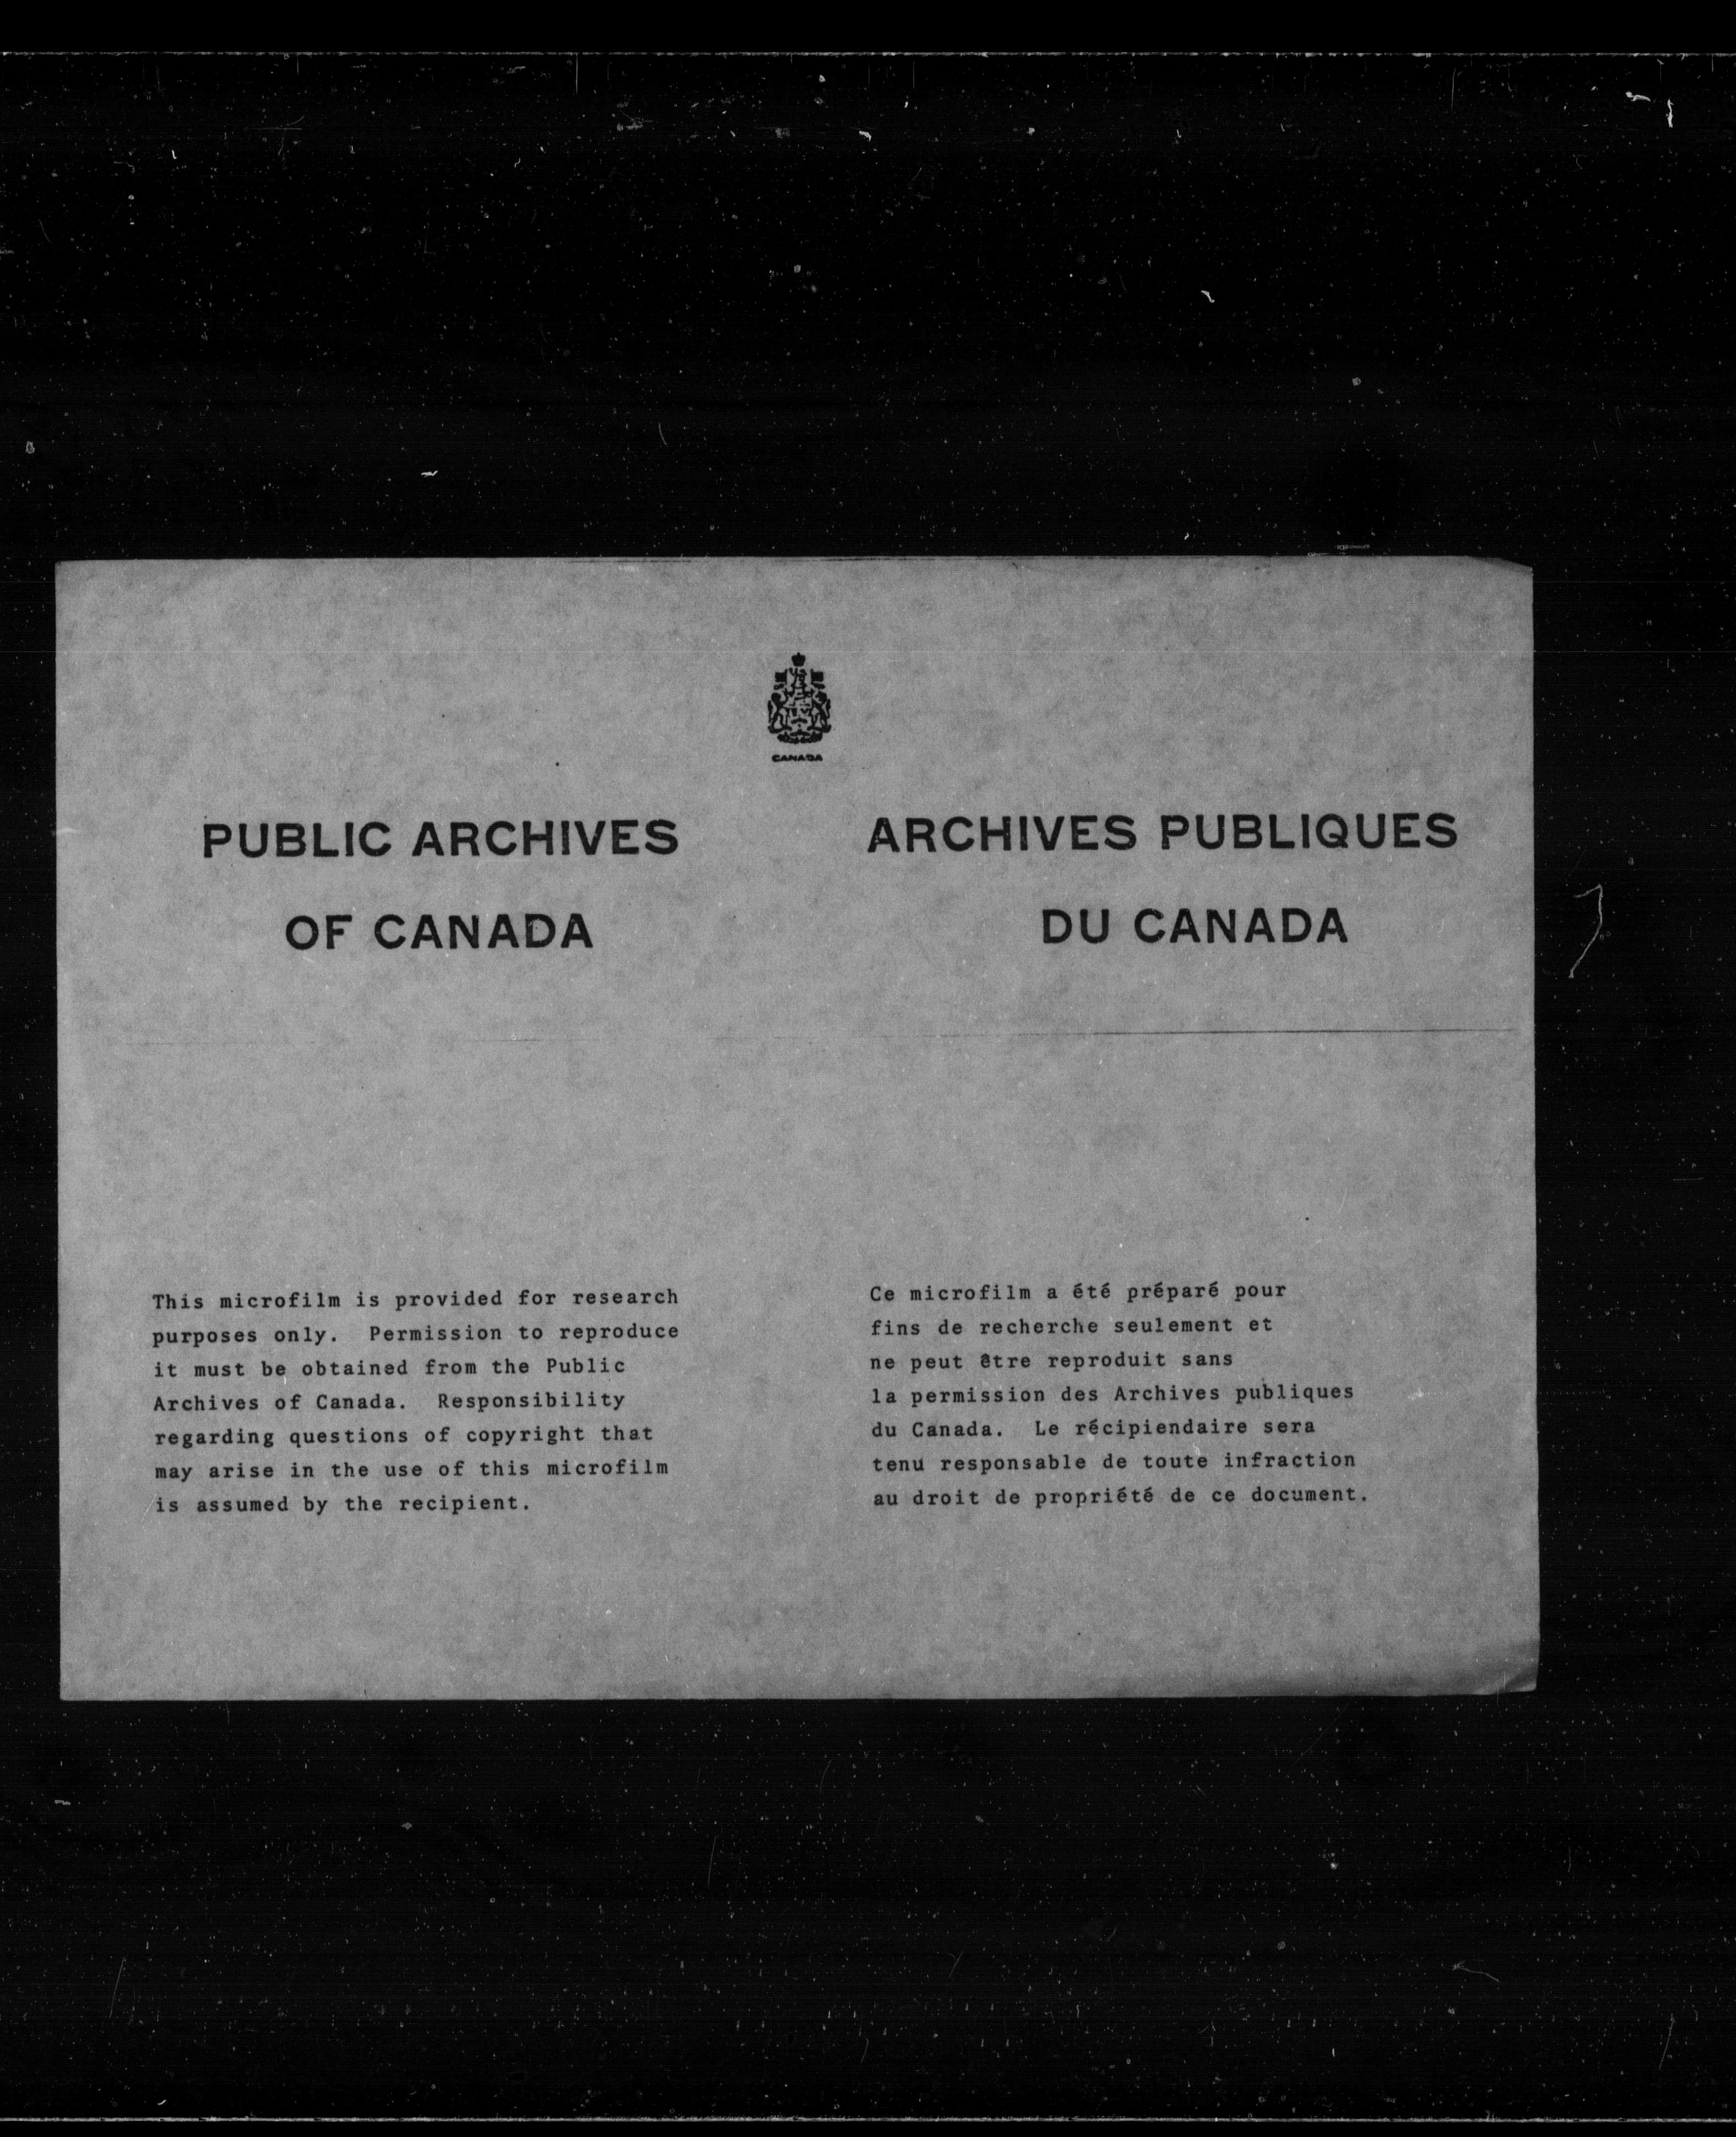 CANADA
PUBLIC ARCHIVES
OF CANADA
ARCHIVES PUBLIQUES
DU CANADA
This microfilm is provided for research
purposes only.  Permission to reproduce
it must be obtained from the Public
Archives of Canada.  Responsibility
regarding questions of copyright that
may arise in the use of this microfilm
is assumed by the recipient.
Ce microfilm a été préparé pour
fins de recherche seulement et
ne peut être reproduit sans
la permission des Archives publiques
du Canada.  Le récipiendaire sera
tenu responsable de toute infraction
au droit de propriété de ce document.